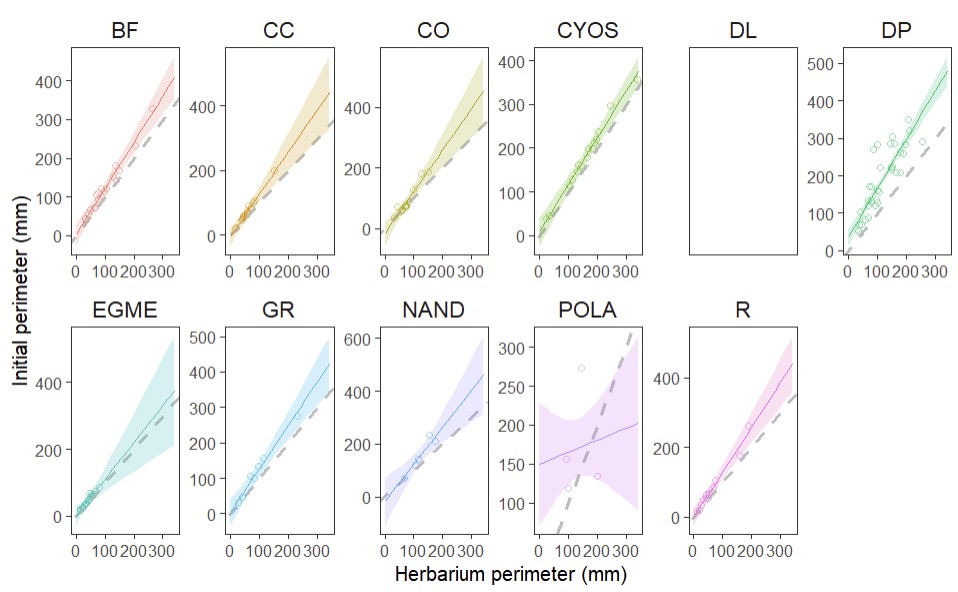 BF CC CO CYOS DL DP
400 300 200 100 0
400 200 0
400 200 0
400 300 200 100 0
500 400 300 200 100 0
0 100 200 300 0 100 200 300 0 100 200 300 0 100 200 300 0 100 200 300 0 100 200 300
Initial perimeter (mm)
EGME GR NAND POLA R
400 200 0
500 400 300 200 100 0
600 400 200 0
300 250 200 150 100
400 200 0
0 100 200 300 0 100 200 300 0 100 200 300 0 100 200 300 0 100 200 300
Herbarium perimeter (mm)